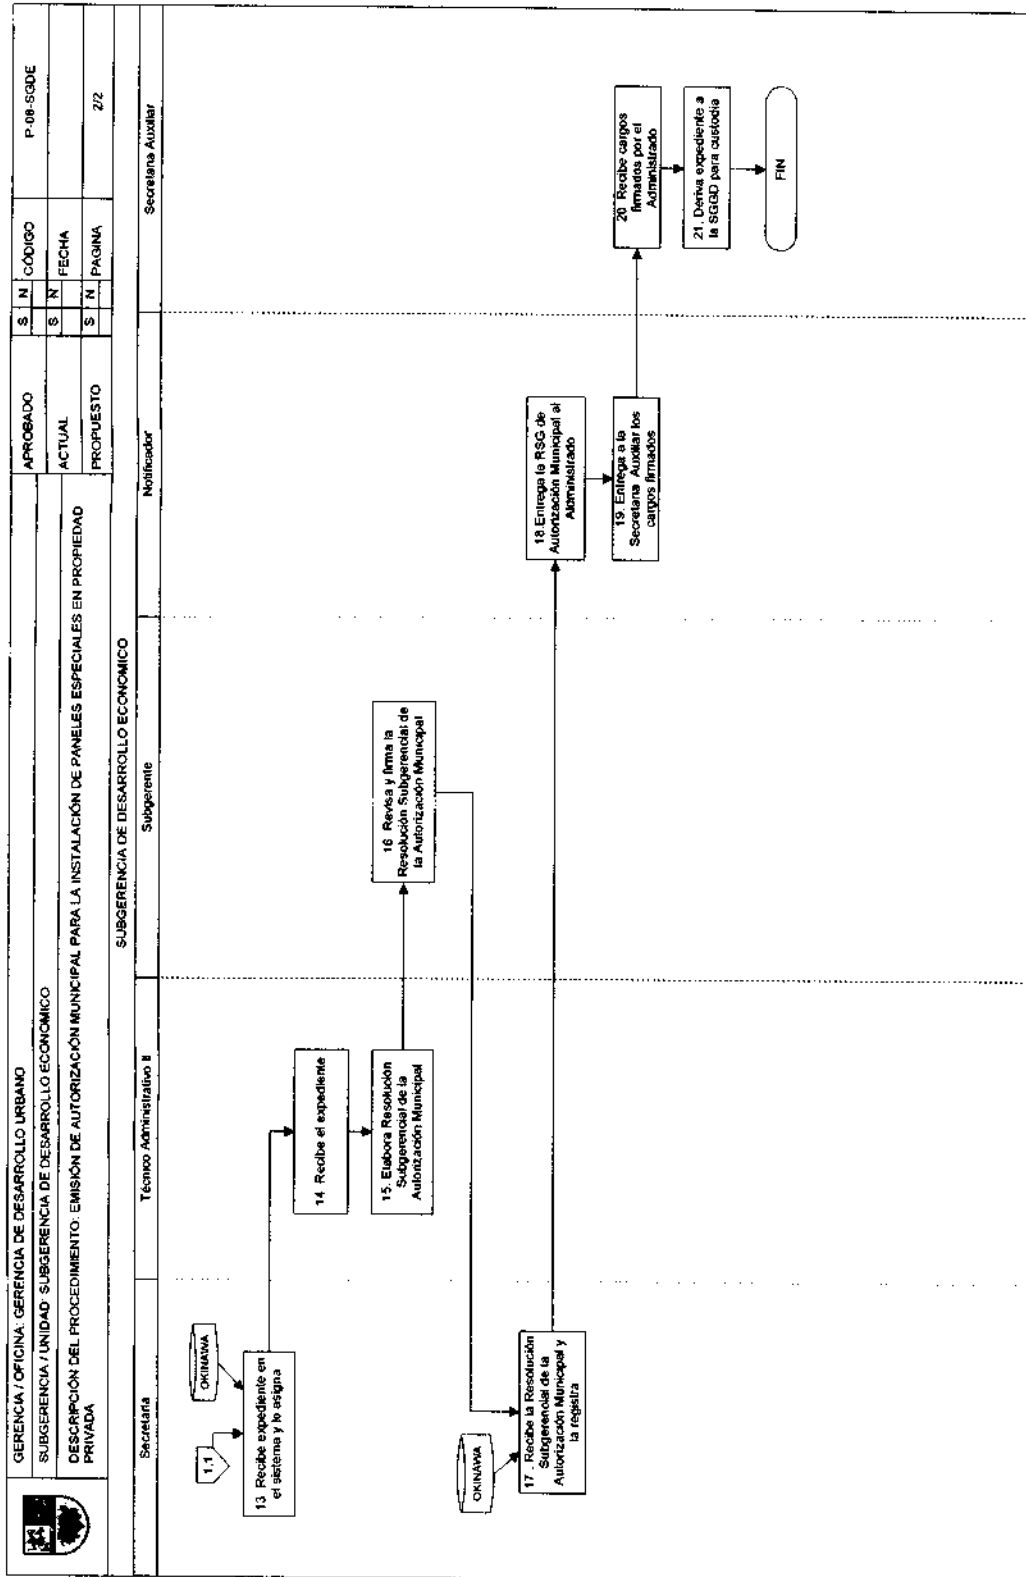 GERENCIA / OFICINA: GERENCIA DE DESARROLLO URBANO
APROBADO
S N
CÓDIGO
P-08-SGDE
SUBGERENCIA / UNIDAD: SUBGERENCIA DE DESARROLLO ECONOMICO
ACTUAL
S N
FECHA
DESCRIPCIÓN DEL PROCEDIMIENTO: EMISIÓN DE AUTORIZACIÓN MUNICIPAL PARA LA INSTALACIÓN DE PANELES ESPECIALES EN PROPIEDAD
PRIVADA
PROPUESTO
S N
PAGINA
2/2
SUBGERENCIA DE DESARROLLO ECONOMICO
Secretaria
Técnico Administrativo II
Subgerente
Notificador
Secretaria Auxiliar
1.1
OKINAWA
13 Recibe expediente en
el sistema y lo asigna
14 Recibe el expediente
15. Elabora Resolución
Subgerencial de la
Autorización Municipal
16 Revisa y firma la
Resolución Subgerencial de
la Autorización Municipal
OKINAWA
17 . Recibe la Resolución
Subgerencial de la
Autorización Municipal y
la registra
18.Entrega la RSG de
Autorización Municipal al
Administrado
19. Entrega a la
Secretaria Auxiliar los
cargos firmados
20 Recibe cargos
firmados por el
Administrado
21. Deriva expediente a
la SGGD para custodia
FIN